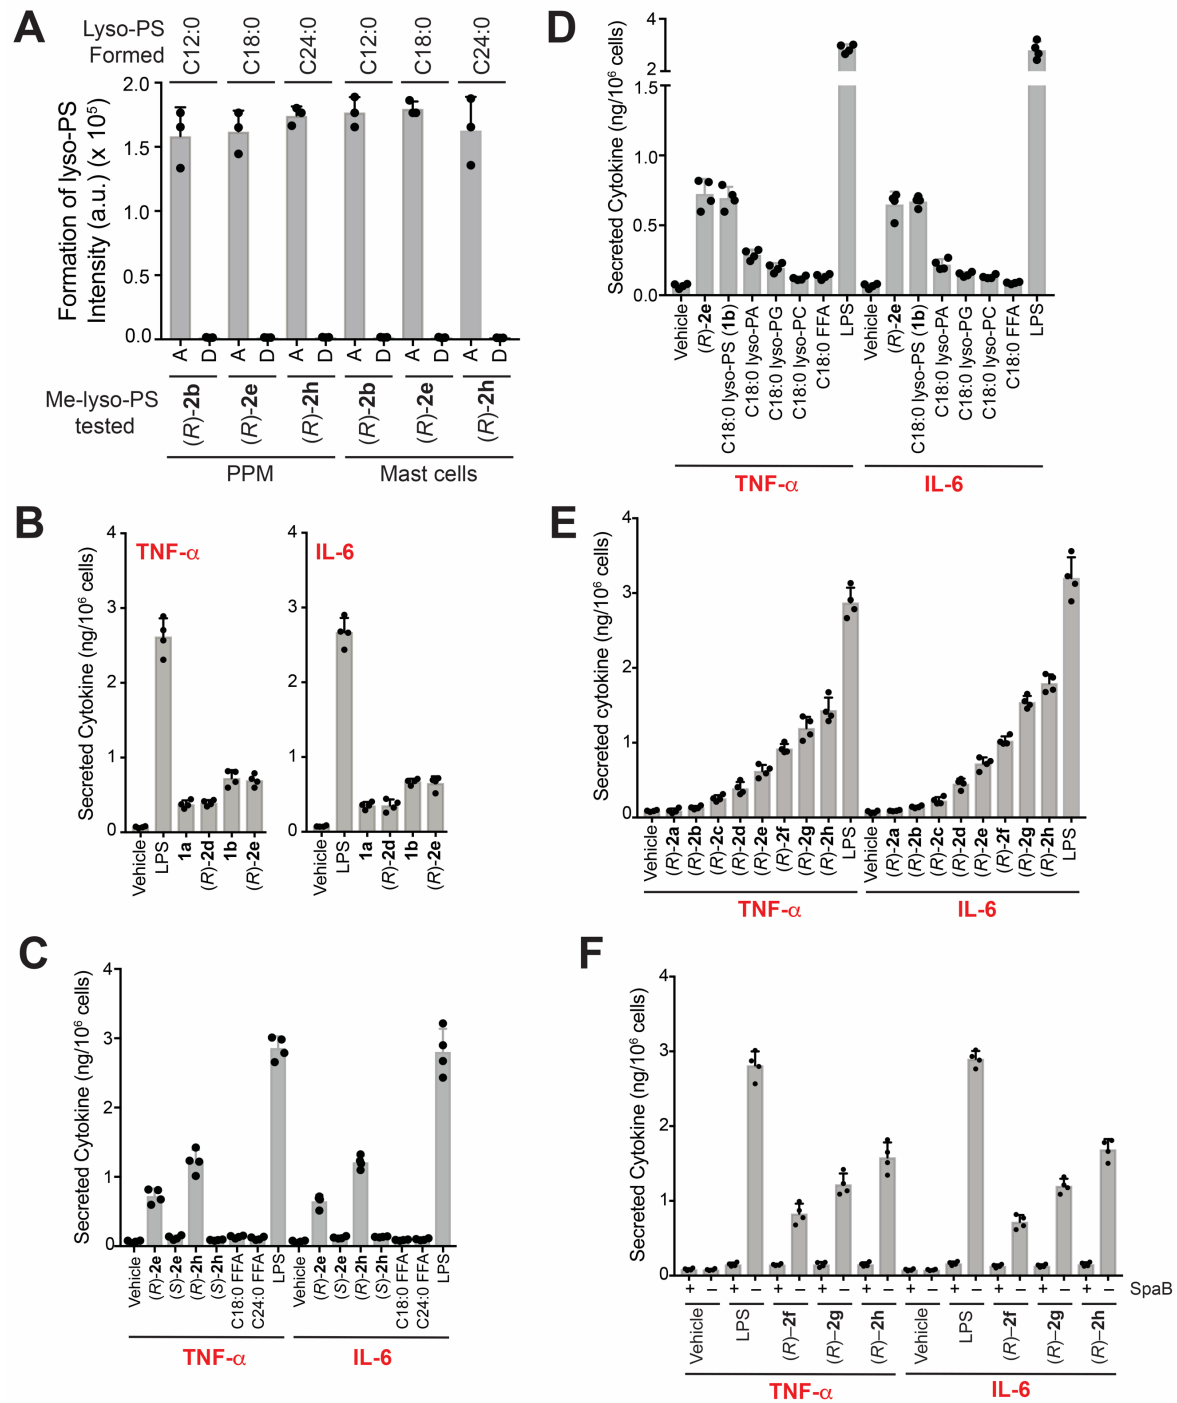 A
Lyso-PS
Formed
C12:0
C18:0
C24:0
C12:0
C18:0
C24:0
Formation of lyso-PS
Intensity (a.u.) (x 10⁵)
2.0
1.5
1.0
0.5
0.0
A
D
A
D
A
D
A
D
A
D
A
D
Me-lyso-PS
tested
(R)-2b
(R)-2e
(R)-2h
(R)-2b
(R)-2e
(R)-2h
PPM
Mast cells
D
Secreted Cytokine (ng/10⁶ cells)
4
2
1.5
1.0
0.5
0.0
Vehicle
(R)-2e
C18:0 lyso-PS (1b)
C18:0 lyso-PA
C18:0 lyso-PG
C18:0 lyso-PC
C18:0 FFA
LPS
Vehicle
(R)-2e
C18:0 lyso-PS (1b)
C18:0 lyso-PA
C18:0 lyso-PG
C18:0 lyso-PC
C18:0 FFA
LPS
TNF-α
IL-6
B
Secreted Cytokine (ng/10⁶ cells)
TNF-α
4
3
2
1
0
Vehicle
LPS
1a
(R)-2d
1b
(R)-2e
IL-6
4
3
2
1
0
Vehicle
LPS
1a
(R)-2d
1b
(R)-2e
E
Secreted cytokine (ng/10⁶ cells)
4
3
2
1
0
Vehicle
(R)-2a
(R)-2b
(R)-2c
(R)-2d
(R)-2e
(R)-2f
(R)-2g
(R)-2h
LPS
Vehicle
(R)-2a
(R)-2b
(R)-2c
(R)-2d
(R)-2e
(R)-2f
(R)-2g
(R)-2h
LPS
TNF-α
IL-6
C
Secreted Cytokine (ng/10⁶ cells)
4
3
2
1
0
Vehicle
(R)-2e
(S)-2e
(R)-2h
(S)-2h
C18:0 FFA
C24:0 FFA
LPS
Vehicle
(R)-2e
(S)-2e
(R)-2h
(S)-2h
C18:0 FFA
C24:0 FFA
LPS
TNF-α
IL-6
F
Secreted Cytokine (ng/10⁶ cells)
4
3
2
1
0
+ − + − + − + − + − + − + − + − + − + − SpaB
Vehicle
LPS
(R)–2f
(R)–2g
(R)–2h
Vehicle
LPS
(R)–2f
(R)–2g
(R)–2h
TNF-α
IL-6